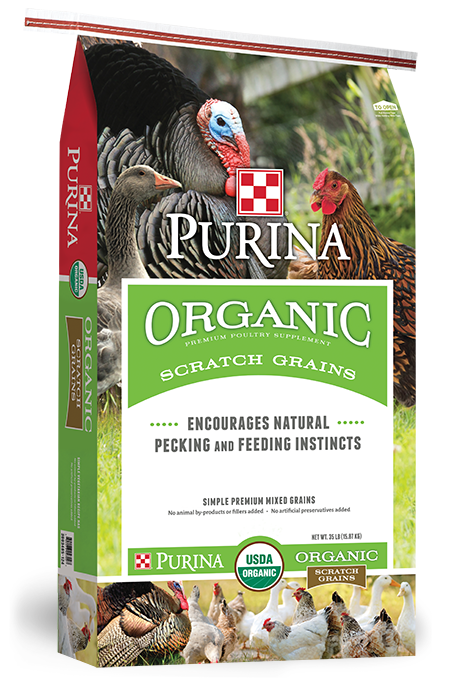 TO OPEN
PURINA
ORGANIC
PREMIUM POULTRY SUPPLEMENT
SCRATCH GRAINS
ENCOURAGES NATURAL
PECKING AND FEEDING INSTINCTS
SIMPLE PREMIUM MIXED GRAINS
No animal by-products or fillers added • No artificial preservatives added
NET WT. 35 LB (15.87 KG)
PURINA
USDA
ORGANIC
ORGANIC
SCRATCH
GRAINS
PURINA
USDA
ORGANIC
ORGANIC
SCRATCH
GRAINS